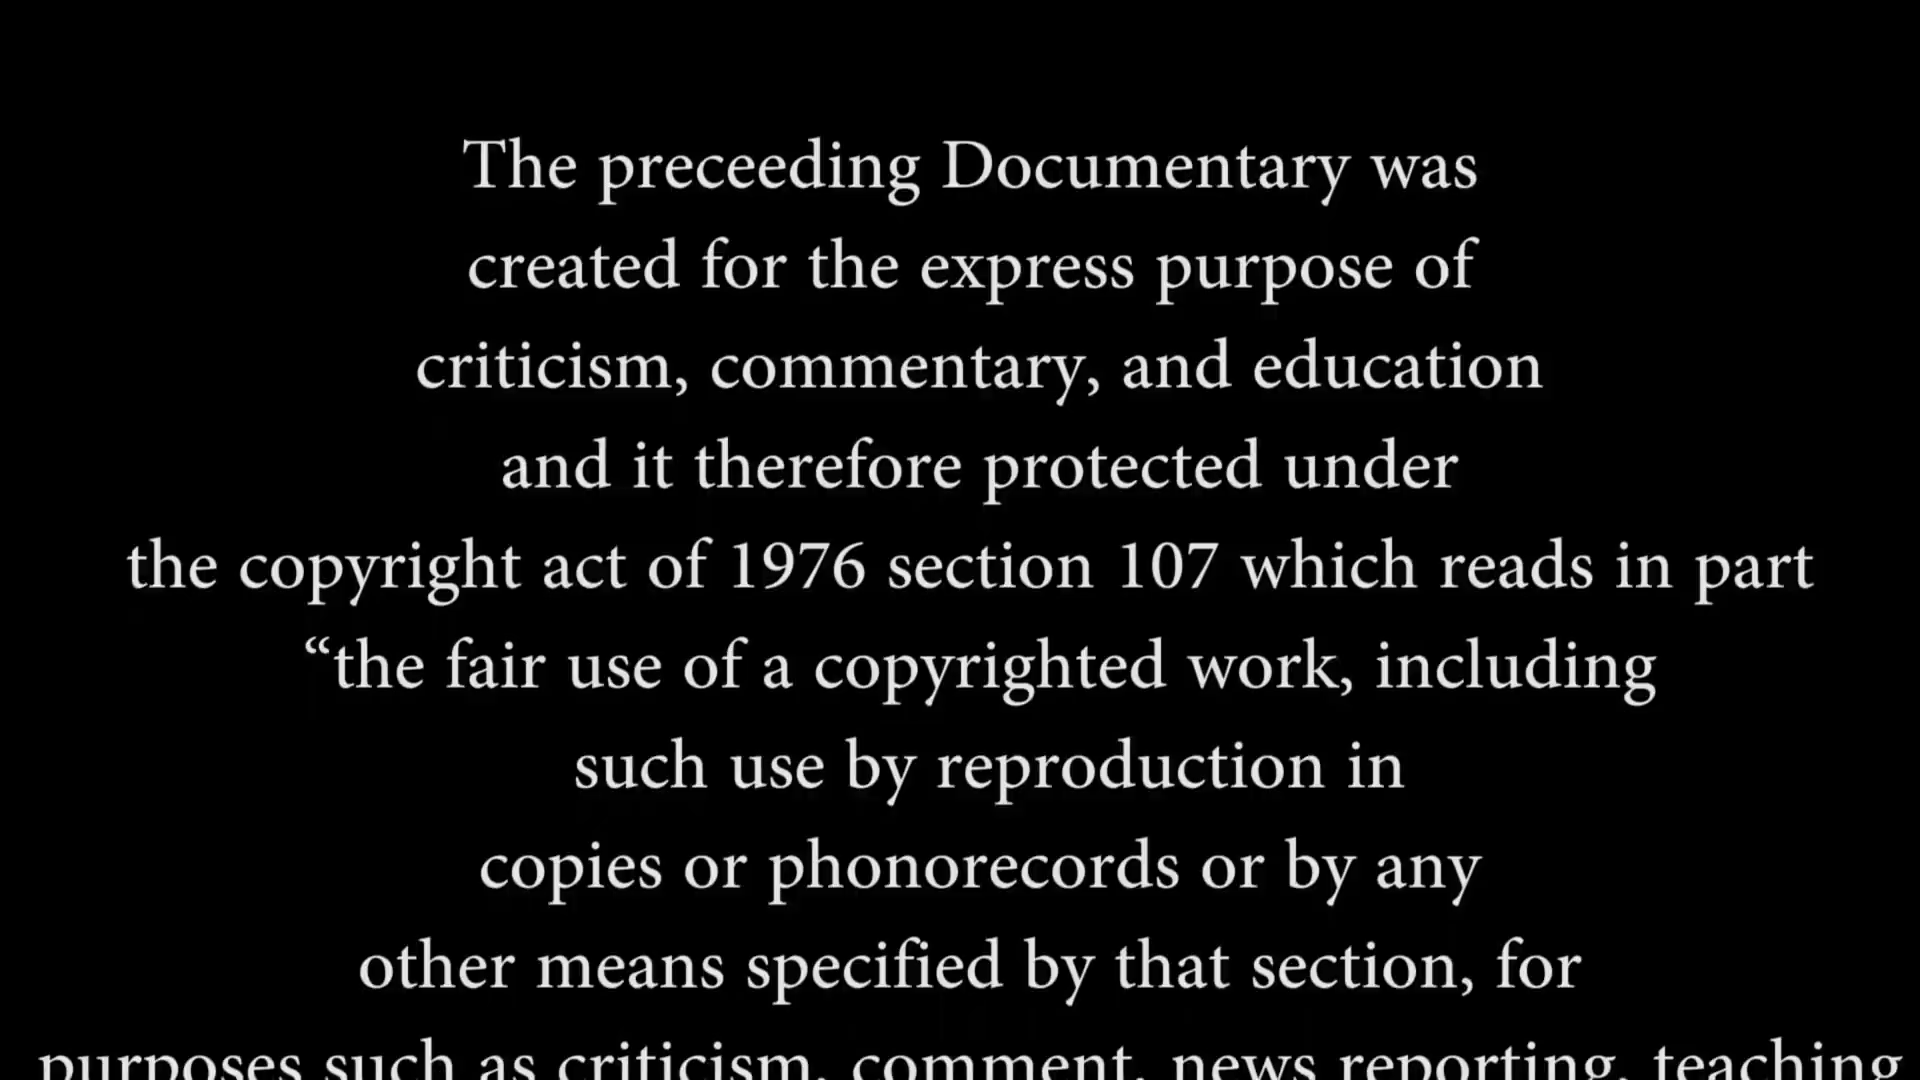 The preceeding Documentary was
created for the express purpose of
criticism, commentary, and education
and it therefore protected under
the copyright act of 1976 section 107 which reads in part
“the fair use of a copyrighted work, including
such use by reproduction in
copies or phonorecords or by any
other means specified by that section, for
purposes such as criticism, comment, news reporting, teaching